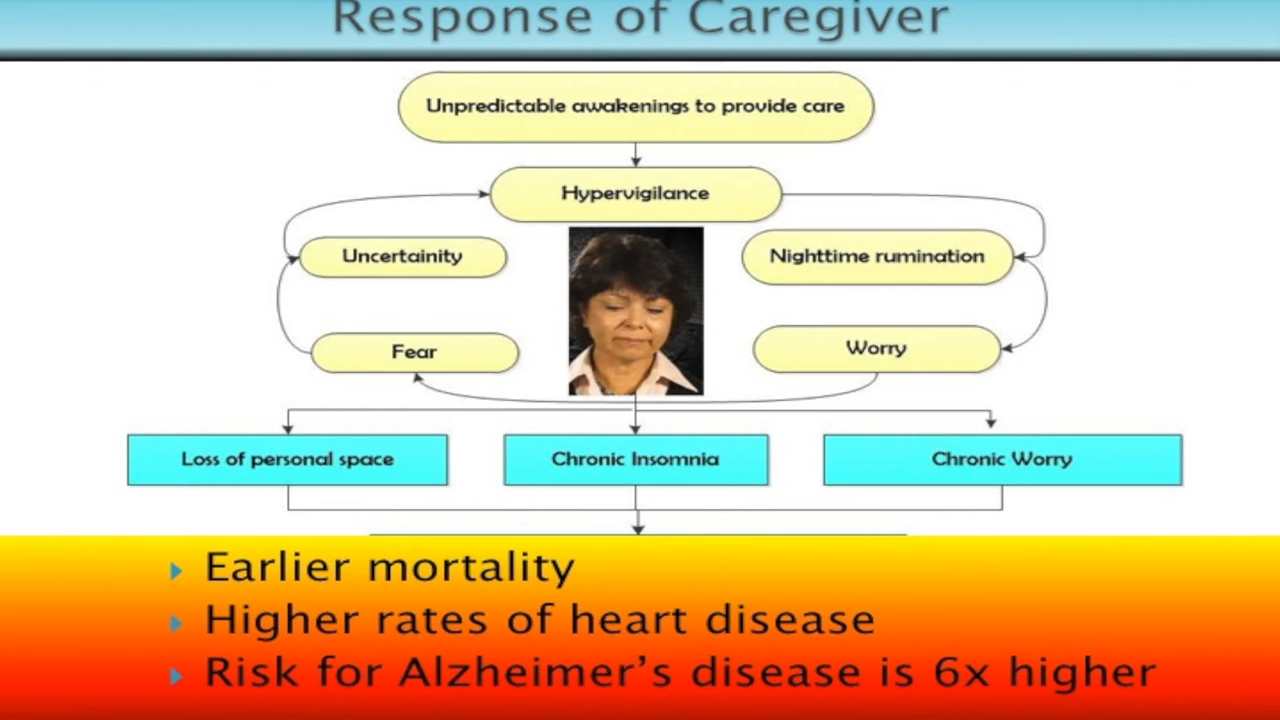 Response of Caregiver
Unpredictable awakenings to provide care
Hypervigilance
Uncertainity
Nighttime rumination
Fear
Worry
Loss of personal space
Chronic Insomnia
Chronic Worry
Earlier mortality
Higher rates of heart disease
Risk for Alzheimer’s disease is 6x higher